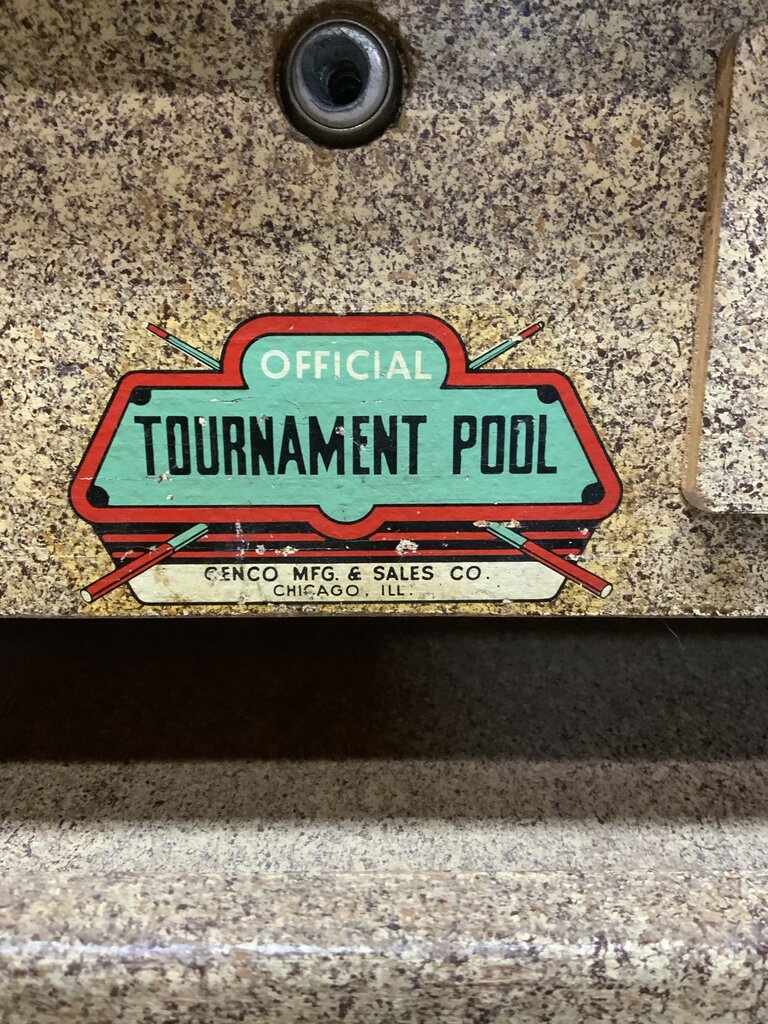 OFFICIAL
TOURNAMENT POOL
GENCO MFG. & SALES CO.
CHICAGO, ILL.